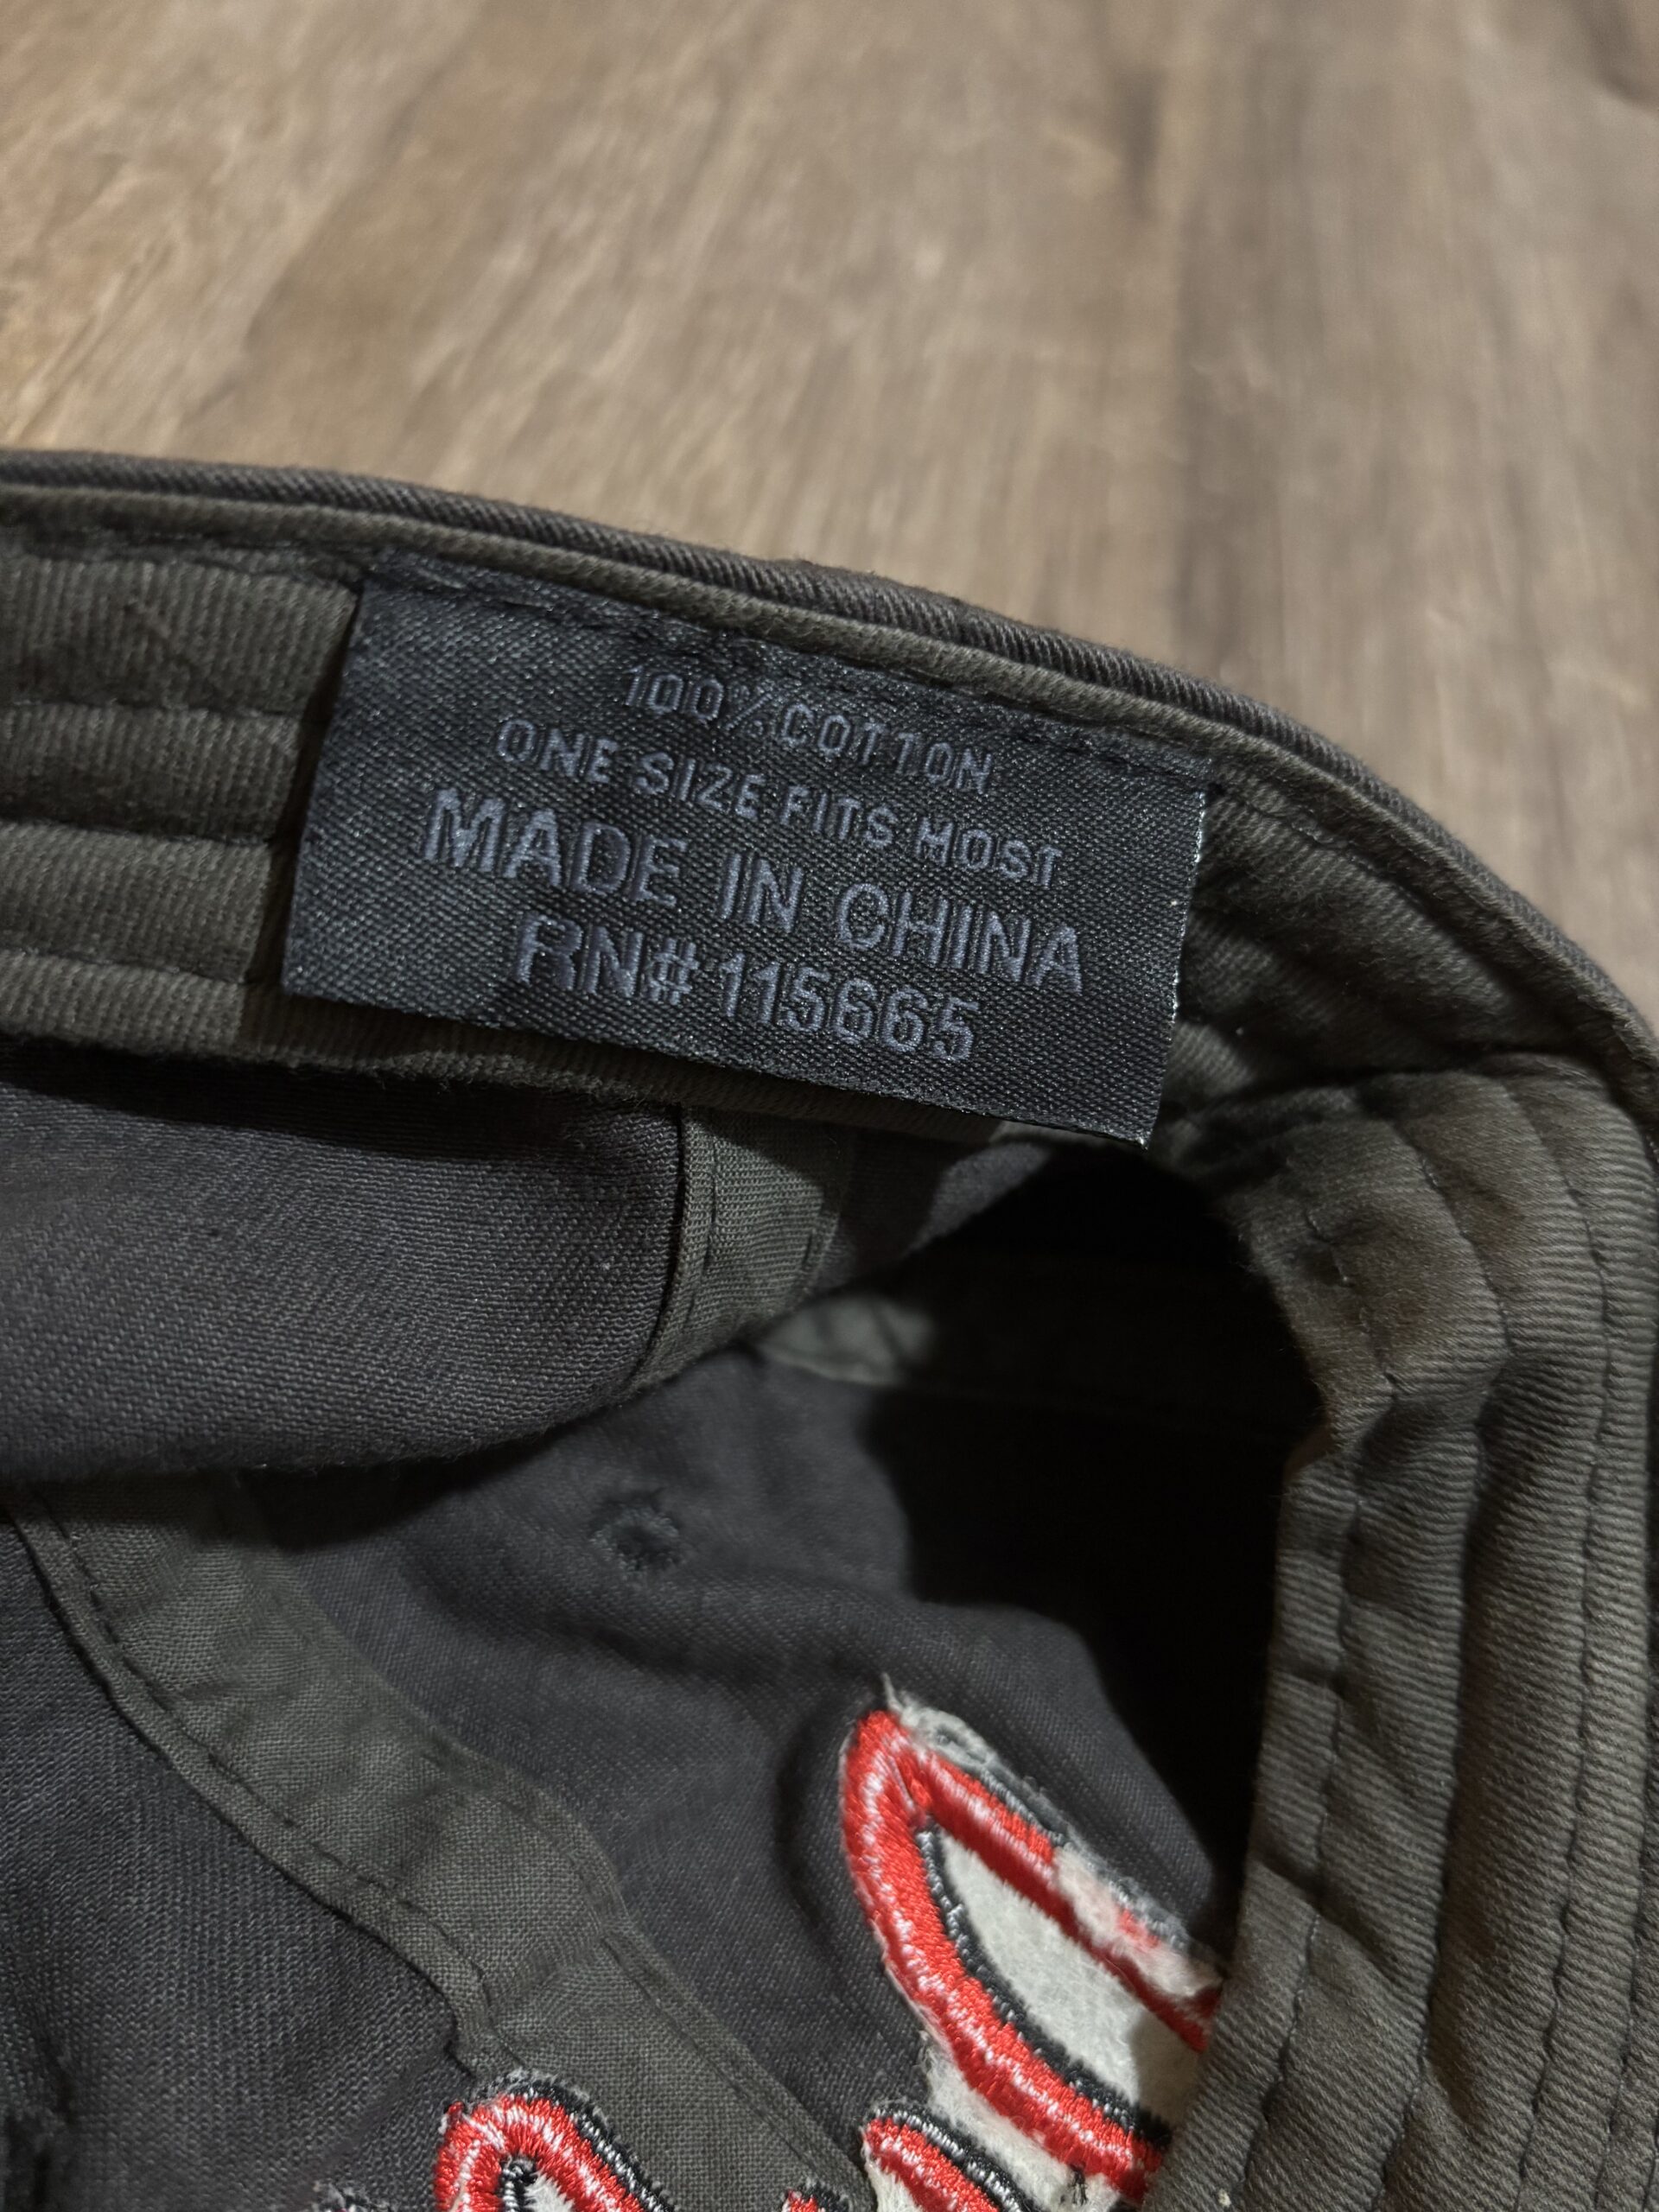 100%COTTON
ONE SIZE FITS MOST
MADE IN CHINA
RN# 115665